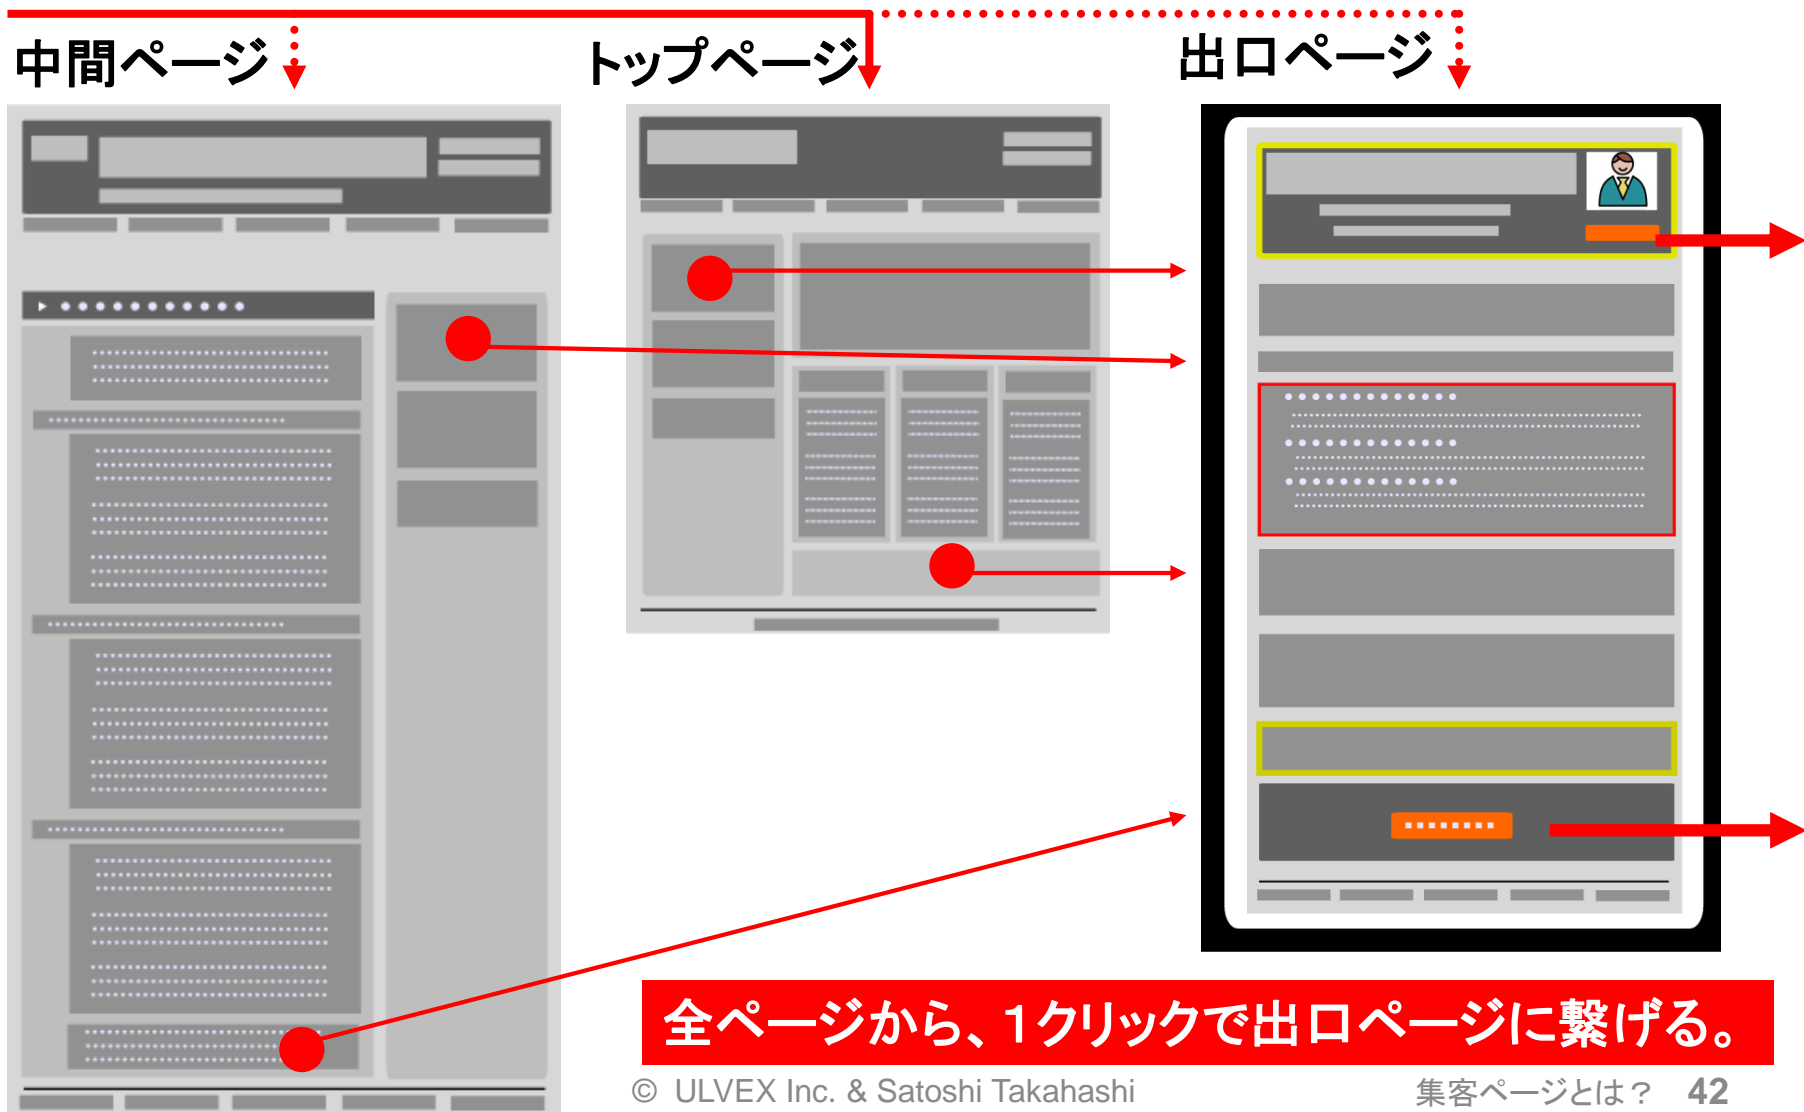 中間ページ
トップページ
出口ページ
全ページから、１クリックで出口ページに繋げる。
© ULVEX Inc. & Satoshi Takahashi
集客ページとは？ 42